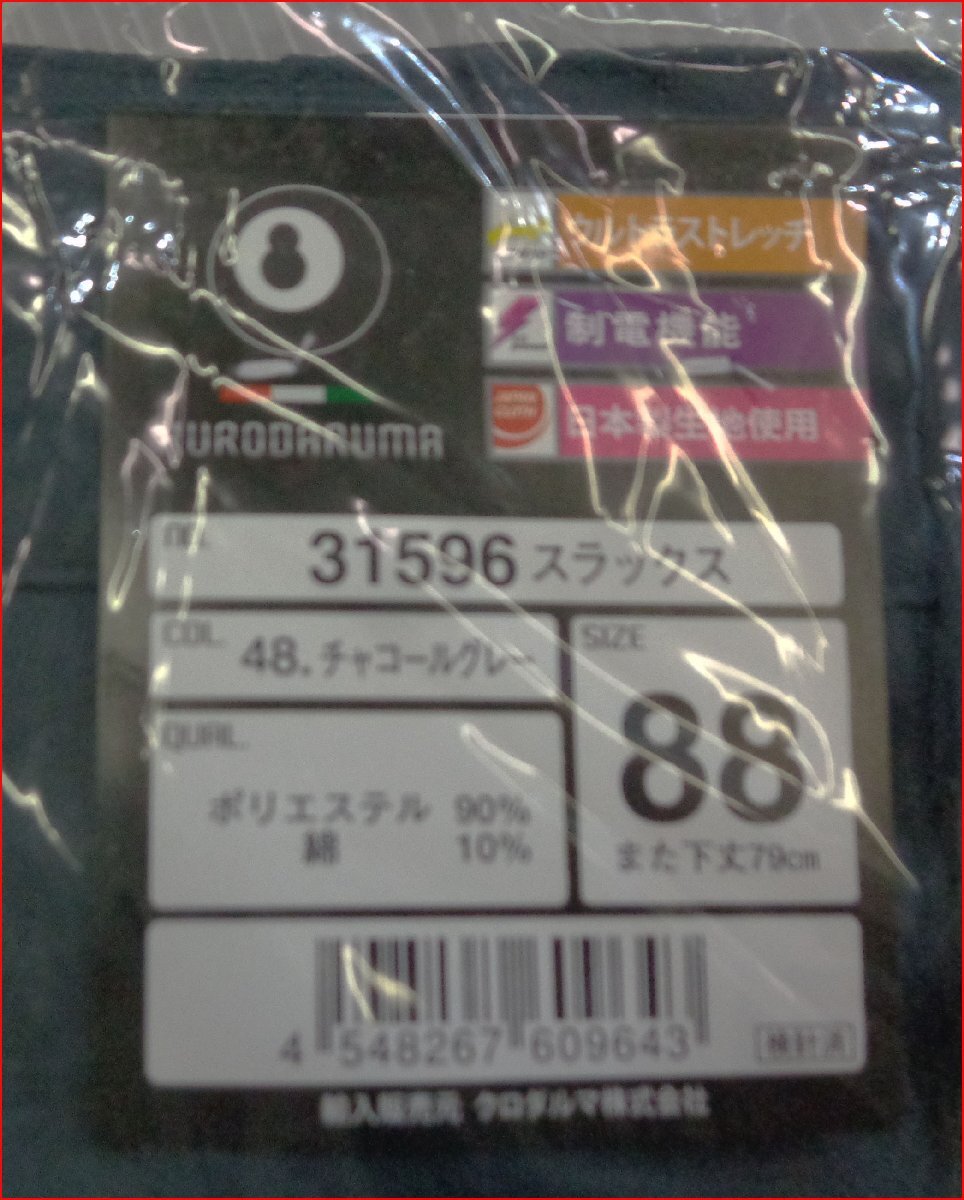 ウルトラストレッチ
制電機能
JAPAN
CLOTH
日本製生地使用
KURODARUMA
no.
31596 スラックス
COL.
48. チャコールグレー
SIZE
88
また下丈79cm
QUAL.
ポリエステル 90%
綿 10%
4 548267 609643
検針済
輸入販売元 クロダルマ株式会社